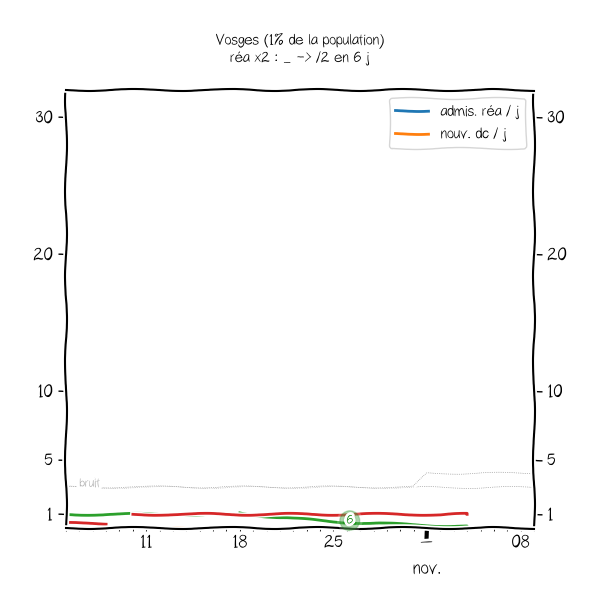 Vosges (1% de la population)
réa x2 : _ -> /2 en 6 j
admis. réa / j
nouv. dc / j
30
30
20
20
10
10
5
5
bruit
1
1
6
11
18
25
_
08
nov.